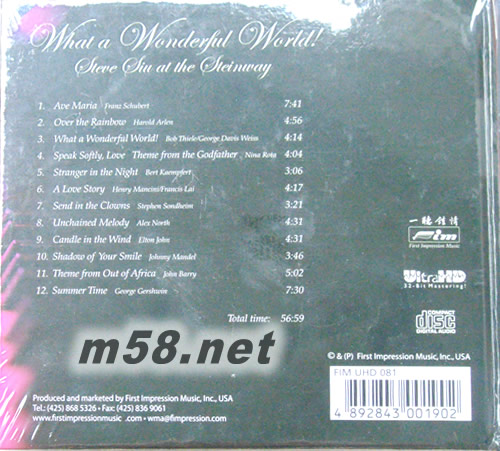 What a Wonderful World!
Steve Siu at the Steinway
1. Ave Maria Franz Schubert 7:41
2. Over the Rainbow Harold Arlen 4:56
3. What a Wonderful World! Bob Thiele/George Davis Weiss 4:14
4. Speak Softly, Love Theme from the Godfather Nina Rota 4:04
5. Stranger in the Night Bert Kaempfert 3:06
6. A Love Story Henry Mancini/Francis Lai 4:17
7. Send in the Clowns Stephen Sondheim 3:21
8. Unchained Melody Alex North 4:31
9. Candle in the Wind Elton John 4:31
10. Shadow of Your Smile Johnny Mandel 3:46
11. Theme from Out of Africa John Barry 5:02
12. Summer Time George Gershwin 7:30
Total time: 56:59
一聽鍾情
fim
First Impression Music
UltraHD
32-Bit Mastering!
COMPACT
disc
DIGITAL AUDIO
m58.net
© & (P) First Impression Music, Inc., USA
FIM UHD 081
4 892843 001902
Produced and marketed by First Impression Music, Inc., USA
Tel.: (425) 868 5326 • Fax: (425) 836 9061
www.firstimpressionmusic .com • wma@fimpression.com